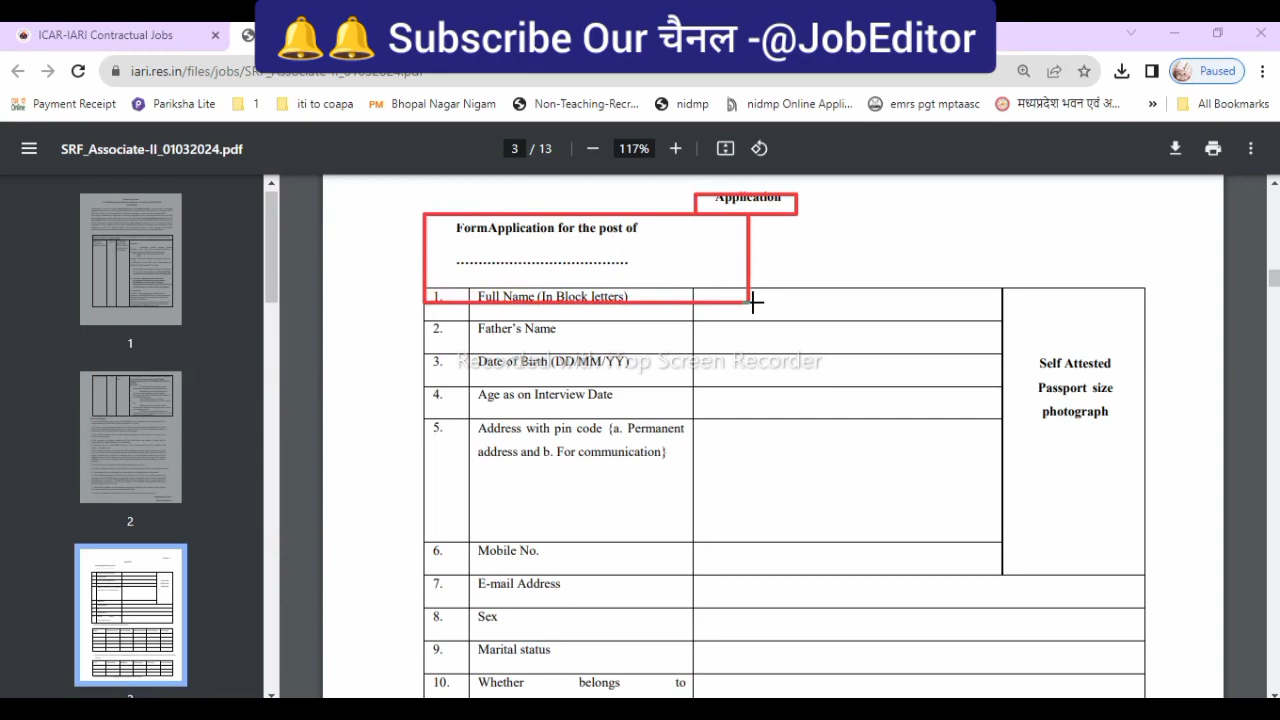 🔔🔔 Subscribe Our चैनल -@JobEditor
ICAR-IARI Contractual Jobs
iari.res.in/files/jobs/SRF_Associate-II_01032024.pdf
Paused
Payment Receipt
Pariksha Lite
1
iti to coapa
PM Bhopal Nagar Nigam
Non-Teaching-Recr...
nidmp
nidmp Online Appli...
emrs pgt mptaasc
मध्यप्रदेश भवन एवं अ...
»
All Bookmarks
SRF_Associate-II_01032024.pdf
3 / 13
117%
1
2
Application
FormApplication for the post of
......................................
1. Full Name (In Block letters)
2. Father's Name
3. Date of Birth (DD/MM/YY)
Recorded with iTop Screen Recorder
4. Age as on Interview Date
5. Address with pin code {a. Permanent
address and b. For communication}
Self Attested
Passport size
photograph
6. Mobile No.
7. E-mail Address
8. Sex
9. Marital status
10. Whether belongs to